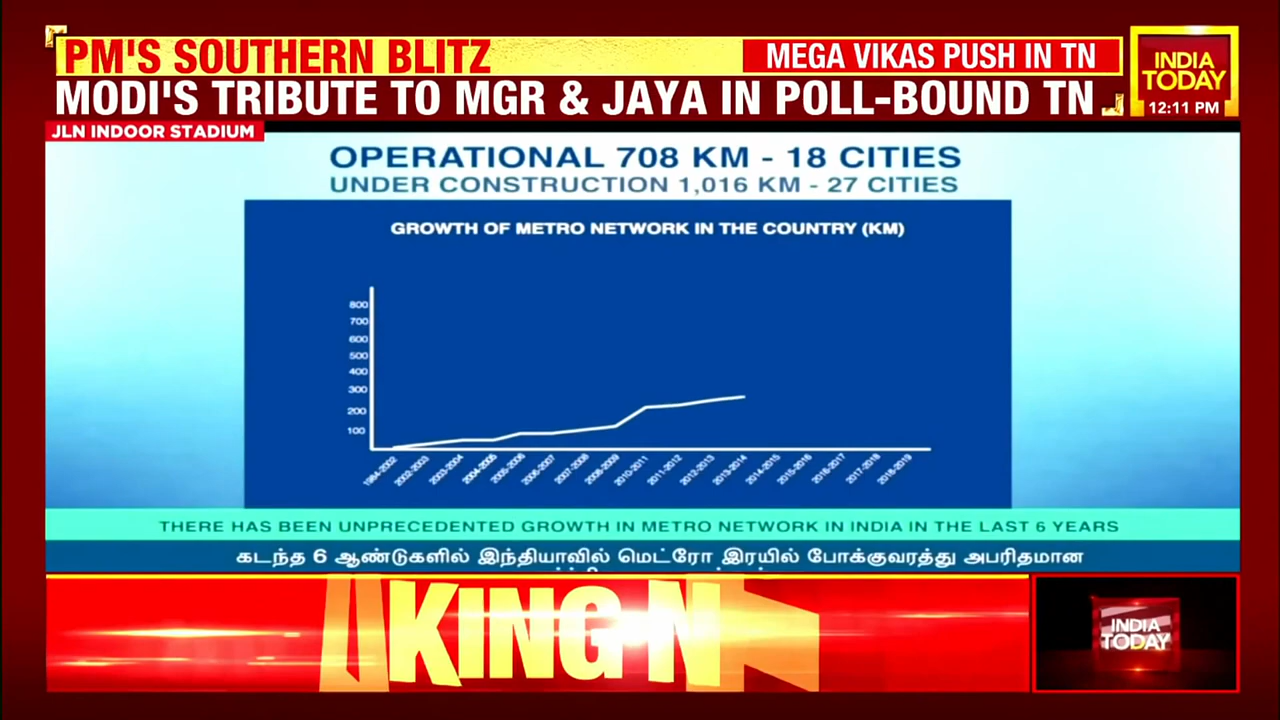 PM'S SOUTHERN BLITZ
MEGA VIKAS PUSH IN TN
MODI'S TRIBUTE TO MGR & JAYA IN POLL-BOUND TN
INDIA
TODAY
12:11 PM
JLN INDOOR STADIUM
OPERATIONAL 708 KM - 18 CITIES
UNDER CONSTRUCTION 1,016 KM - 27 CITIES
GROWTH OF METRO NETWORK IN THE COUNTRY (KM)
800
700
600
500
400
300
200
100
1984-2002
2002-2003
2003-2004
2004-2005
2005-2006
2006-2007
2007-2008
2008-2009
2010-2011
2011-2012
2012-2013
2013-2014
2014-2015
2015-2016
2016-2017
2017-2018
2018-2019
THERE HAS BEEN UNPRECEDENTED GROWTH IN METRO NETWORK IN INDIA IN THE LAST 6 YEARS
கடந்த 6 ஆண்டுகளில் இந்தியாவில் மெட்ரோ இரயில் போக்குவரத்து அபரிதமான
KING N
INDIA
TODAY